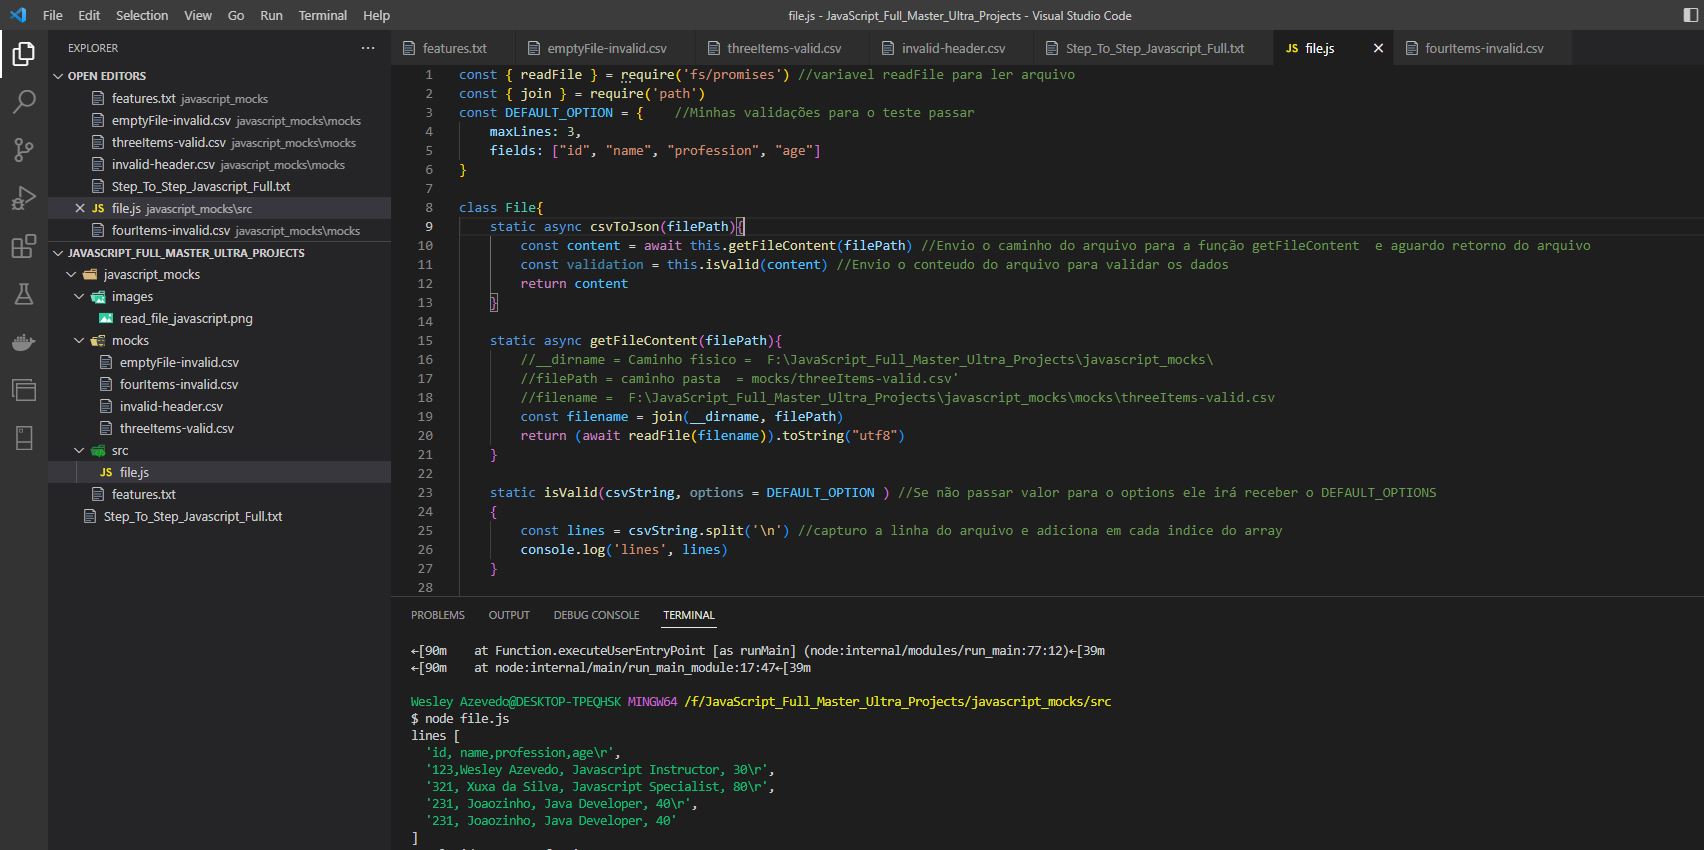 File Edit Selection View Go Run Terminal Help file.js - JavaScript_Full_Master_Ultra_Projects - Visual Studio Code
EXPLORER ···
OPEN EDITORS
features.txt javascript_mocks
emptyFile-invalid.csv javascript_mocks\mocks
threeItems-valid.csv javascript_mocks\mocks
invalid-header.csv javascript_mocks\mocks
Step_To_Step_Javascript_Full.txt
JS file.js javascript_mocks\src
fourItems-invalid.csv javascript_mocks\mocks
JAVASCRIPT_FULL_MASTER_ULTRA_PROJECTS
javascript_mocks
images
read_file_javascript.png
mocks
emptyFile-invalid.csv
fourItems-invalid.csv
invalid-header.csv
threeItems-valid.csv
src
JS file.js
features.txt
Step_To_Step_Javascript_Full.txt
features.txt emptyFile-invalid.csv threeItems-valid.csv invalid-header.csv Step_To_Step_Javascript_Full.txt JS file.js fourItems-invalid.csv
1 const { readFile } = require('fs/promises') //variavel readFile para ler arquivo
2 const { join } = require('path')
3 const DEFAULT_OPTION = { //Minhas validações para o teste passar
4 maxLines: 3,
5 fields: ["id", "name", "profession", "age"]
6 }
7
8 class File{
9 static async csvToJson(filePath){
10 const content = await this.getFileContent(filePath) //Envio o caminho do arquivo para a função getFileContent e aguardo retorno do arquivo
11 const validation = this.isValid(content) //Envio o conteudo do arquivo para validar os dados
12 return content
13 }
14
15 static async getFileContent(filePath){
16 //__dirname = Caminho fisico = F:\JavaScript_Full_Master_Ultra_Projects\javascript_mocks\
17 //filePath = caminho pasta = mocks/threeItems-valid.csv'
18 //filename = F:\JavaScript_Full_Master_Ultra_Projects\javascript_mocks\mocks\threeItems-valid.csv
19 const filename = join(__dirname, filePath)
20 return (await readFile(filename)).toString("utf8")
21 }
22
23 static isValid(csvString, options = DEFAULT_OPTION ) //Se não passar valor para o options ele irá receber o DEFAULT_OPTIONS
24 {
25 const lines = csvString.split('\n') //capturo a linha do arquivo e adiciona em cada indice do array
26 console.log('lines', lines)
27 }
28
PROBLEMS OUTPUT DEBUG CONSOLE TERMINAL
←[90m at Function.executeUserEntryPoint [as runMain] (node:internal/modules/run_main:77:12)←[39m
←[90m at node:internal/main/run_main_module:17:47←[39m
Wesley Azevedo@DESKTOP-TPEQHSK MINGW64 /f/JavaScript_Full_Master_Ultra_Projects/javascript_mocks/src
$ node file.js
lines [
'id, name,profession,age\r',
'123,Wesley Azevedo, Javascript Instructor, 30\r',
'321, Xuxa da Silva, Javascript Specialist, 80\r',
'231, Joaozinho, Java Developer, 40\r',
'231, Joaozinho, Java Developer, 40'
]